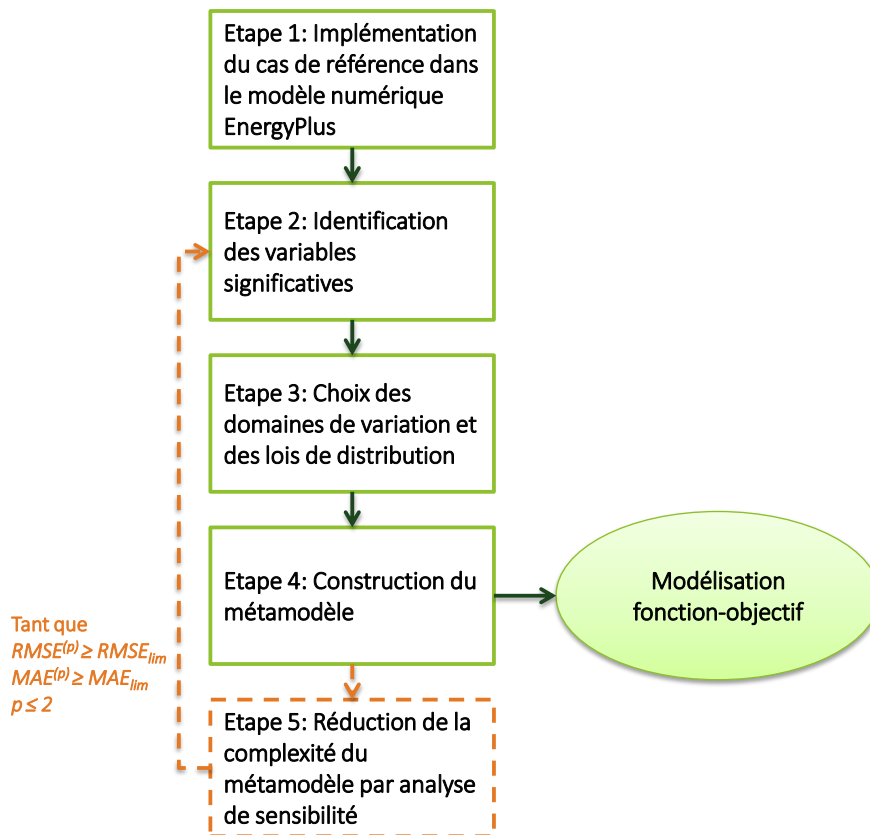 Etape 1: Implémentation
du cas de référence dans
le modèle numérique
EnergyPlus
Etape 2: Identification
des variables
significatives
Etape 3: Choix des
domaines de variation et
des lois de distribution
Etape 4: Construction du
métamodèle
Modélisation
fonction-objectif
Tant que
RMSE(p) ≥ RMSElim
MAE(p) ≥ MAElim
p ≤ 2
Etape 5: Réduction de la
complexité du
métamodèle par analyse
de sensibilité